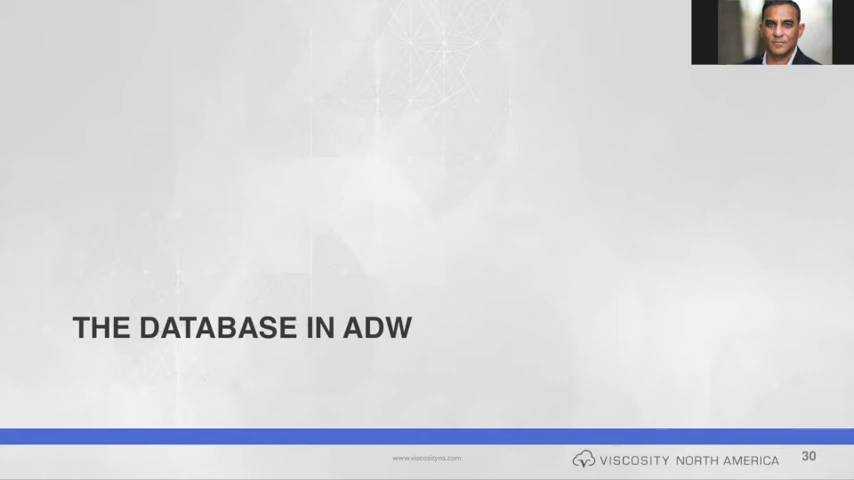 THE DATABASE IN ADW
www.viscosityna.com
VISCOSITY NORTH AMERICA
30